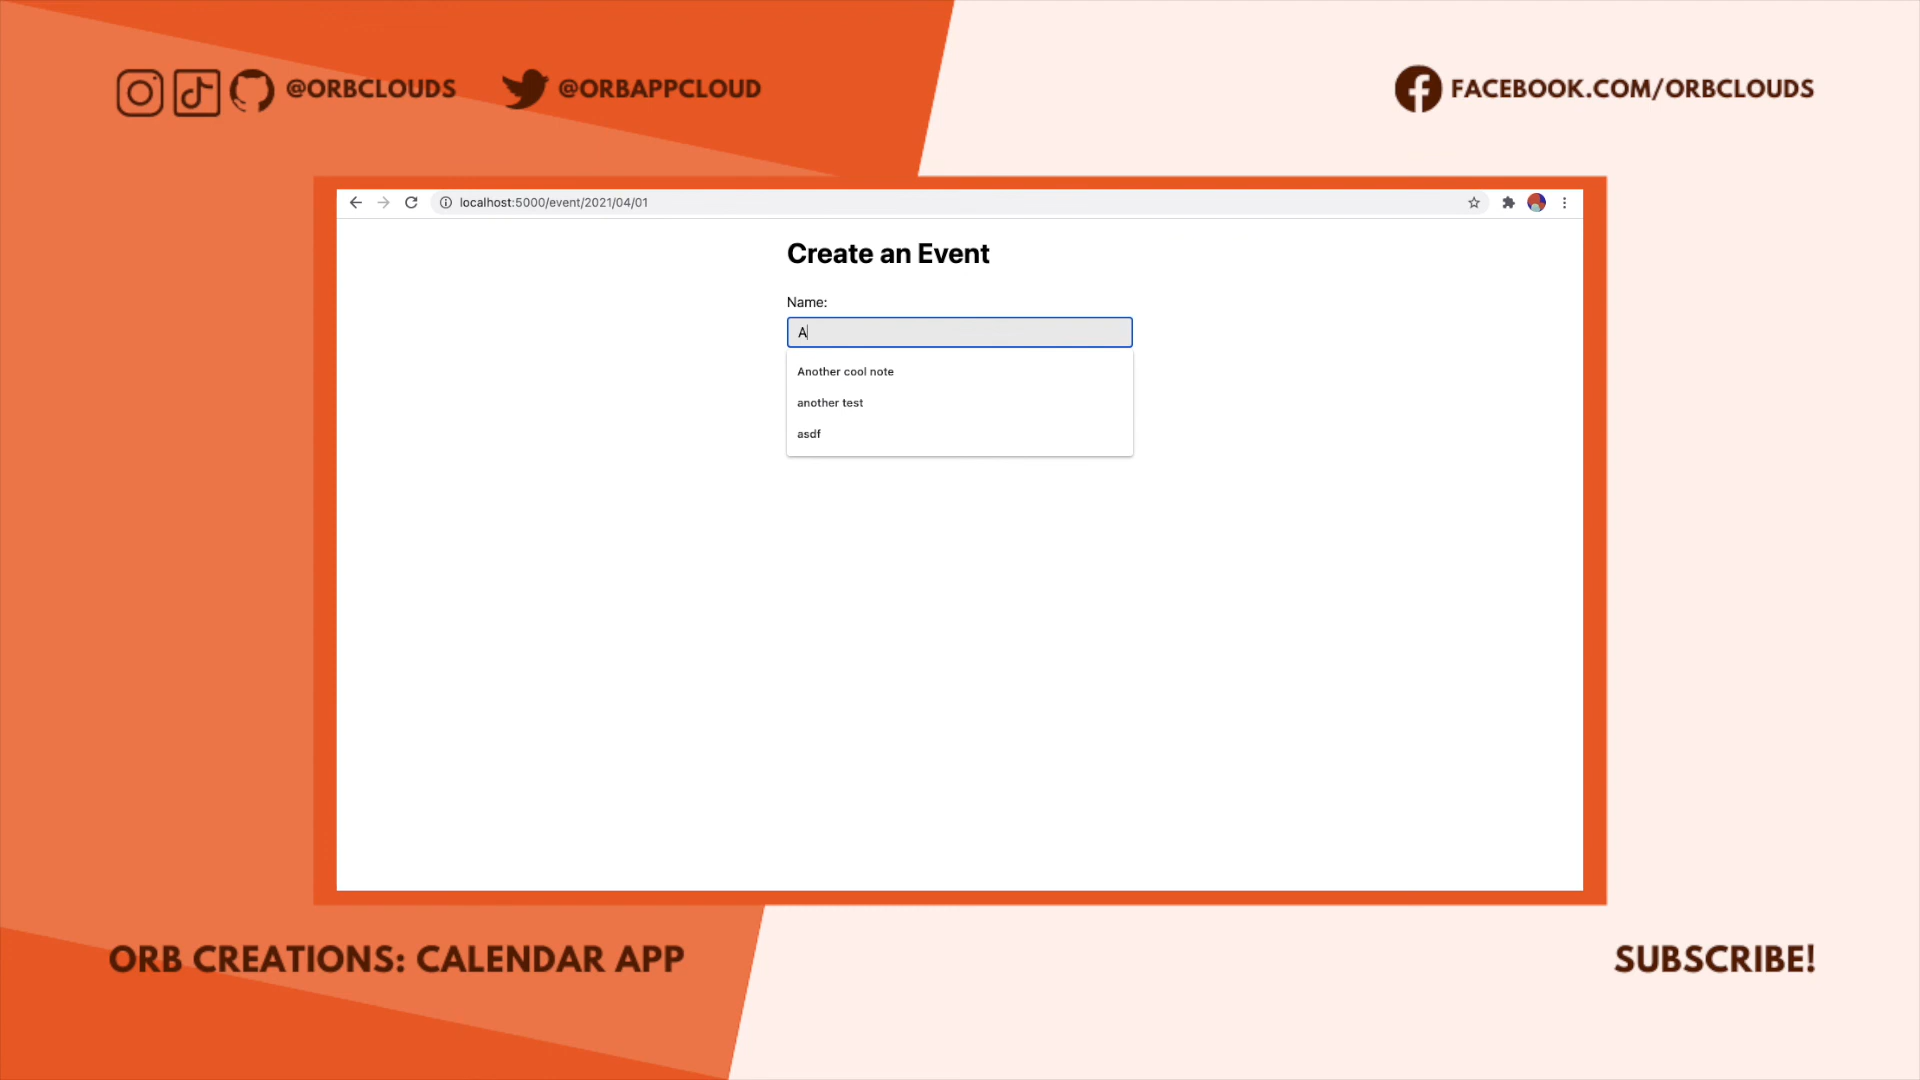 @ORBCLOUDS @ORBAPPCLOUD FACEBOOK.COM/ORBCLOUDS
localhost:5000/event/2021/04/01
Create an Event
Name:
A
Another cool note
another test
asdf
ORB CREATIONS: CALENDAR APP SUBSCRIBE!